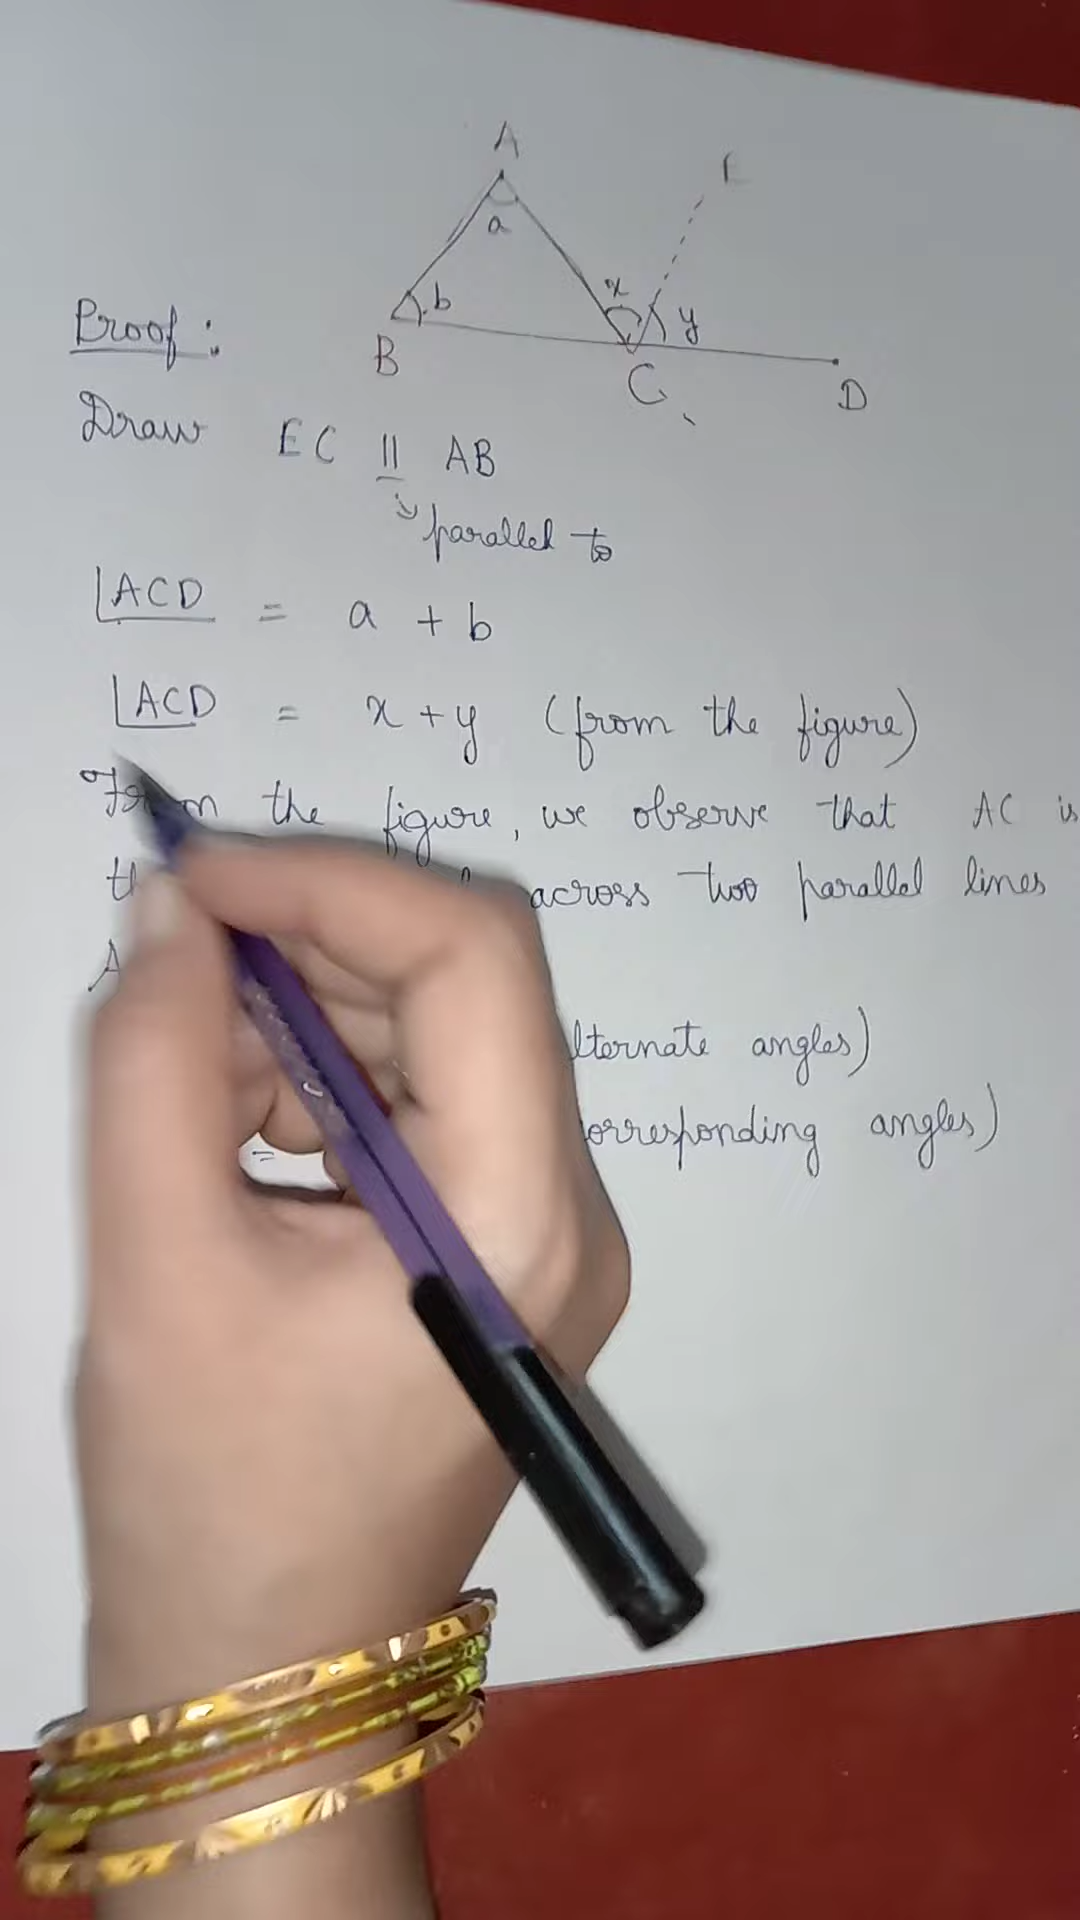 A
E
a
x
b
y
Proof :
B
C
D
Draw EC || AB
parallel to
∠ACD = a + b
∠ACD = x + y (from the figure)
From the figure, we observe that AC is
across two parallel lines
A
lternate angles)
= orresponding angles)